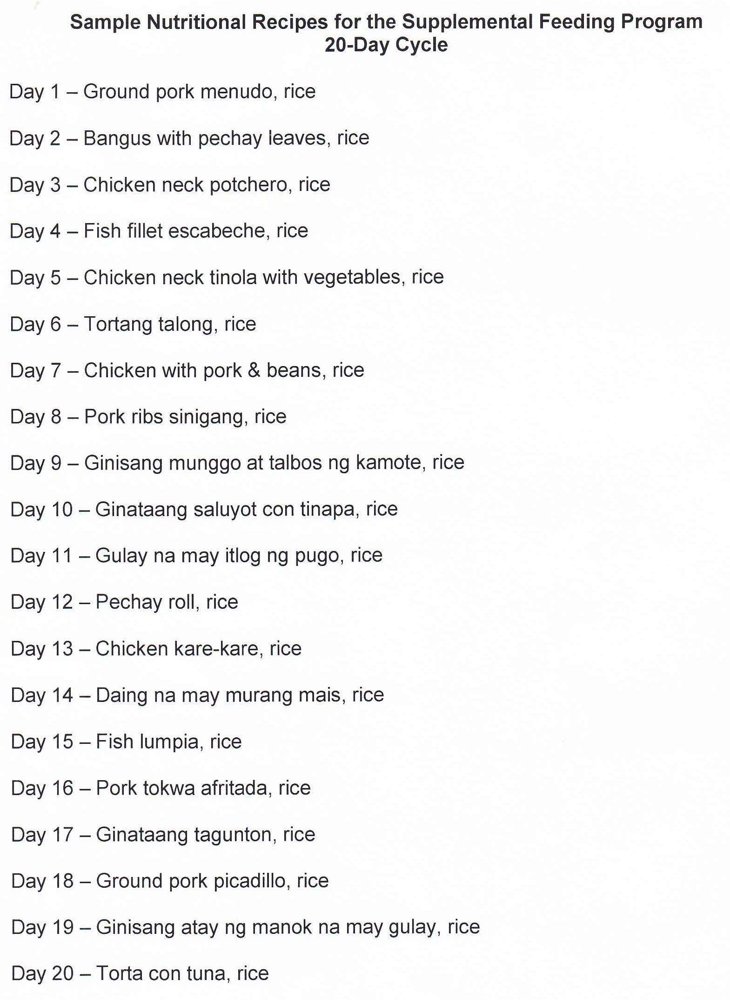 Sample Nutritional Recipes for the Supplemental Feeding Program
20-Day Cycle
Day 1 – Ground pork menudo, rice
Day 2 – Bangus with pechay leaves, rice
Day 3 – Chicken neck potchero, rice
Day 4 – Fish fillet escabeche, rice
Day 5 – Chicken neck tinola with vegetables, rice
Day 6 – Tortang talong, rice
Day 7 – Chicken with pork & beans, rice
Day 8 – Pork ribs sinigang, rice
Day 9 – Ginisang munggo at talbos ng kamote, rice
Day 10 – Ginataang saluyot con tinapa, rice
Day 11 – Gulay na may itlog ng pugo, rice
Day 12 – Pechay roll, rice
Day 13 – Chicken kare-kare, rice
Day 14 – Daing na may murang mais, rice
Day 15 – Fish lumpia, rice
Day 16 – Pork tokwa afritada, rice
Day 17 – Ginataang tagunton, rice
Day 18 – Ground pork picadillo, rice
Day 19 – Ginisang atay ng manok na may gulay, rice
Day 20 – Torta con tuna, rice